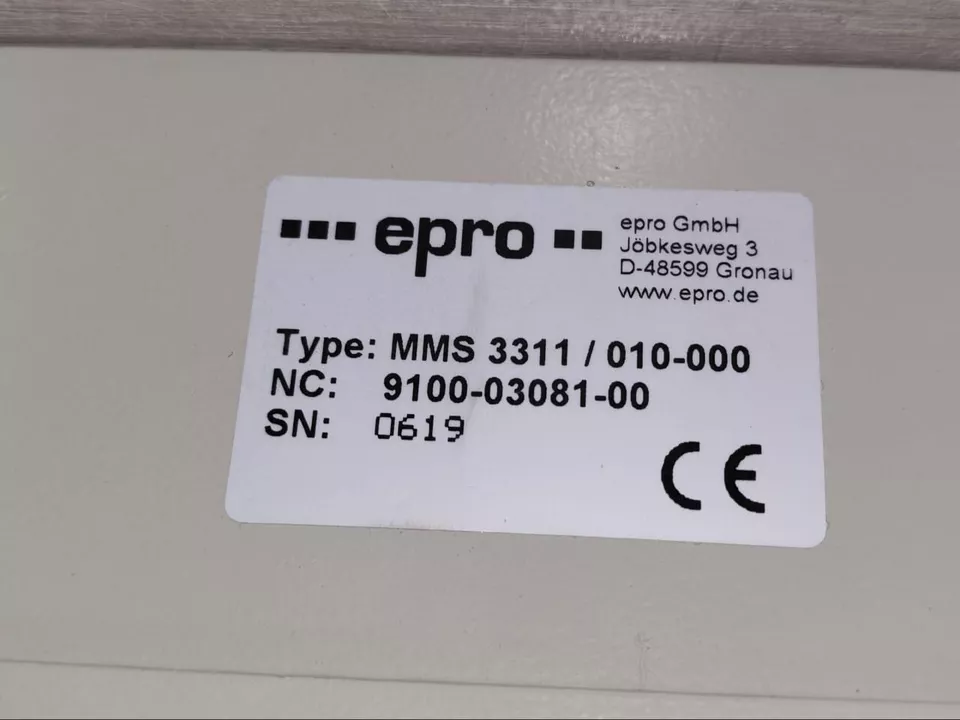 epro
epro GmbH
Jöbkesweg 3
D-48599 Gronau
www.epro.de
Type: MMS 3311 / 010-000
NC: 9100-03081-00
SN: 0619
CE